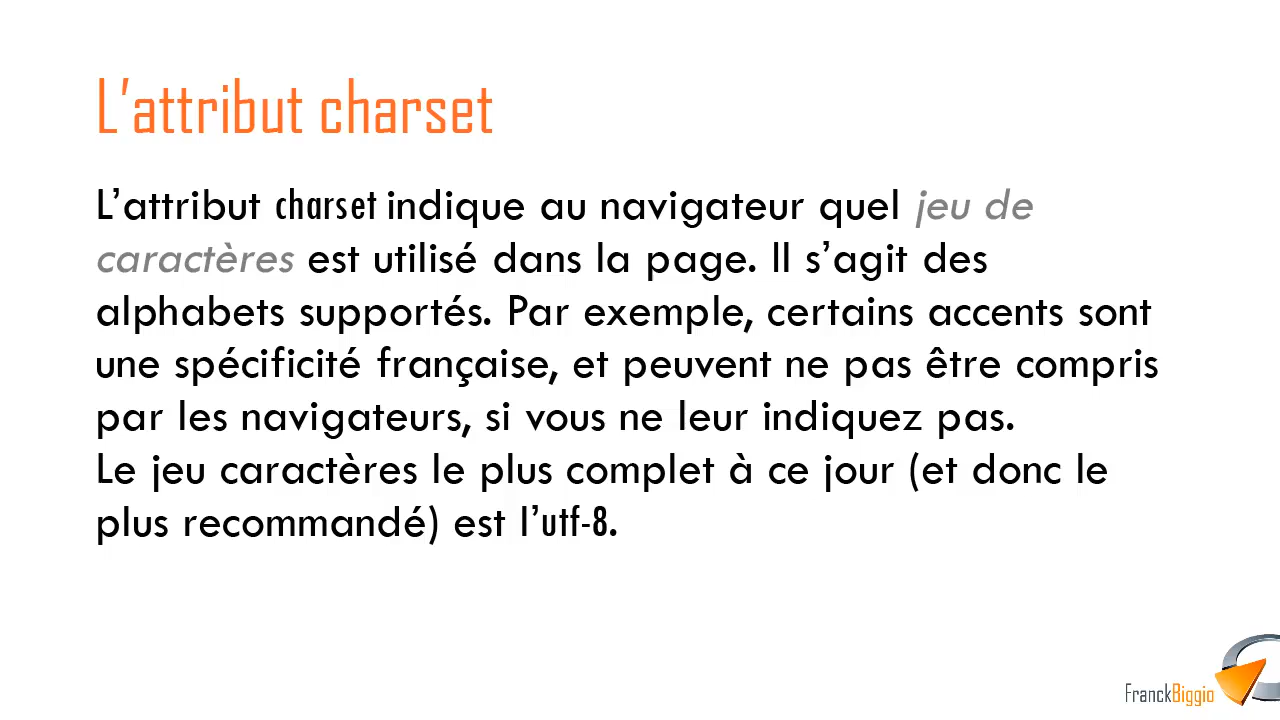 L’attribut charset
L’attribut charset indique au navigateur quel jeu de
caractères est utilisé dans la page. Il s’agit des
alphabets supportés. Par exemple, certains accents sont
une spécificité française, et peuvent ne pas être compris
par les navigateurs, si vous ne leur indiquez pas.
Le jeu caractères le plus complet à ce jour (et donc le
plus recommandé) est l’utf-8.
FranckBiggio